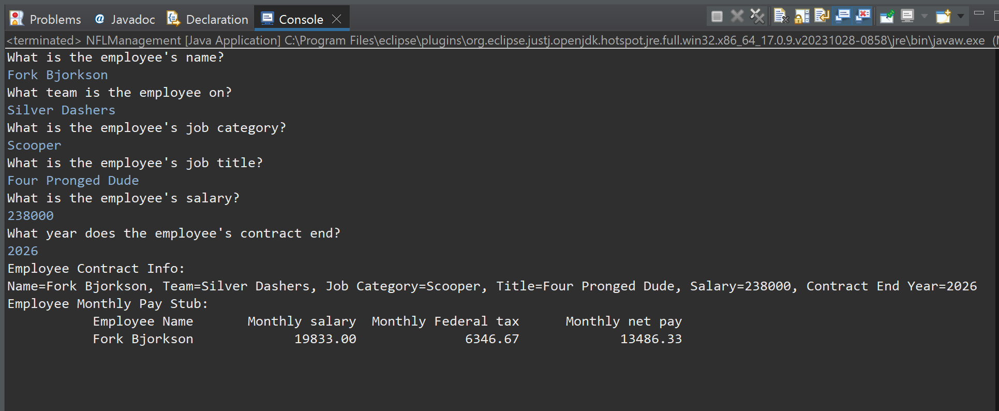 Problems @ Javadoc Declaration Console
<terminated> NFLManagement [Java Application] C:\Program Files\eclipse\plugins\org.eclipse.justj.openjdk.hotspot.jre.full.win32.x86_64_17.0.9.v20231028-0858\jre\bin\javaw.exe (
What is the employee's name?
Fork Bjorkson
What team is the employee on?
Silver Dashers
What is the employee's job category?
Scooper
What is the employee's job title?
Four Pronged Dude
What is the employee's salary?
238000
What year does the employee's contract end?
2026
Employee Contract Info:
Name=Fork Bjorkson, Team=Silver Dashers, Job Category=Scooper, Title=Four Pronged Dude, Salary=238000, Contract End Year=2026
Employee Monthly Pay Stub:
Employee Name Monthly salary Monthly Federal tax Monthly net pay
Fork Bjorkson 19833.00 6346.67 13486.33